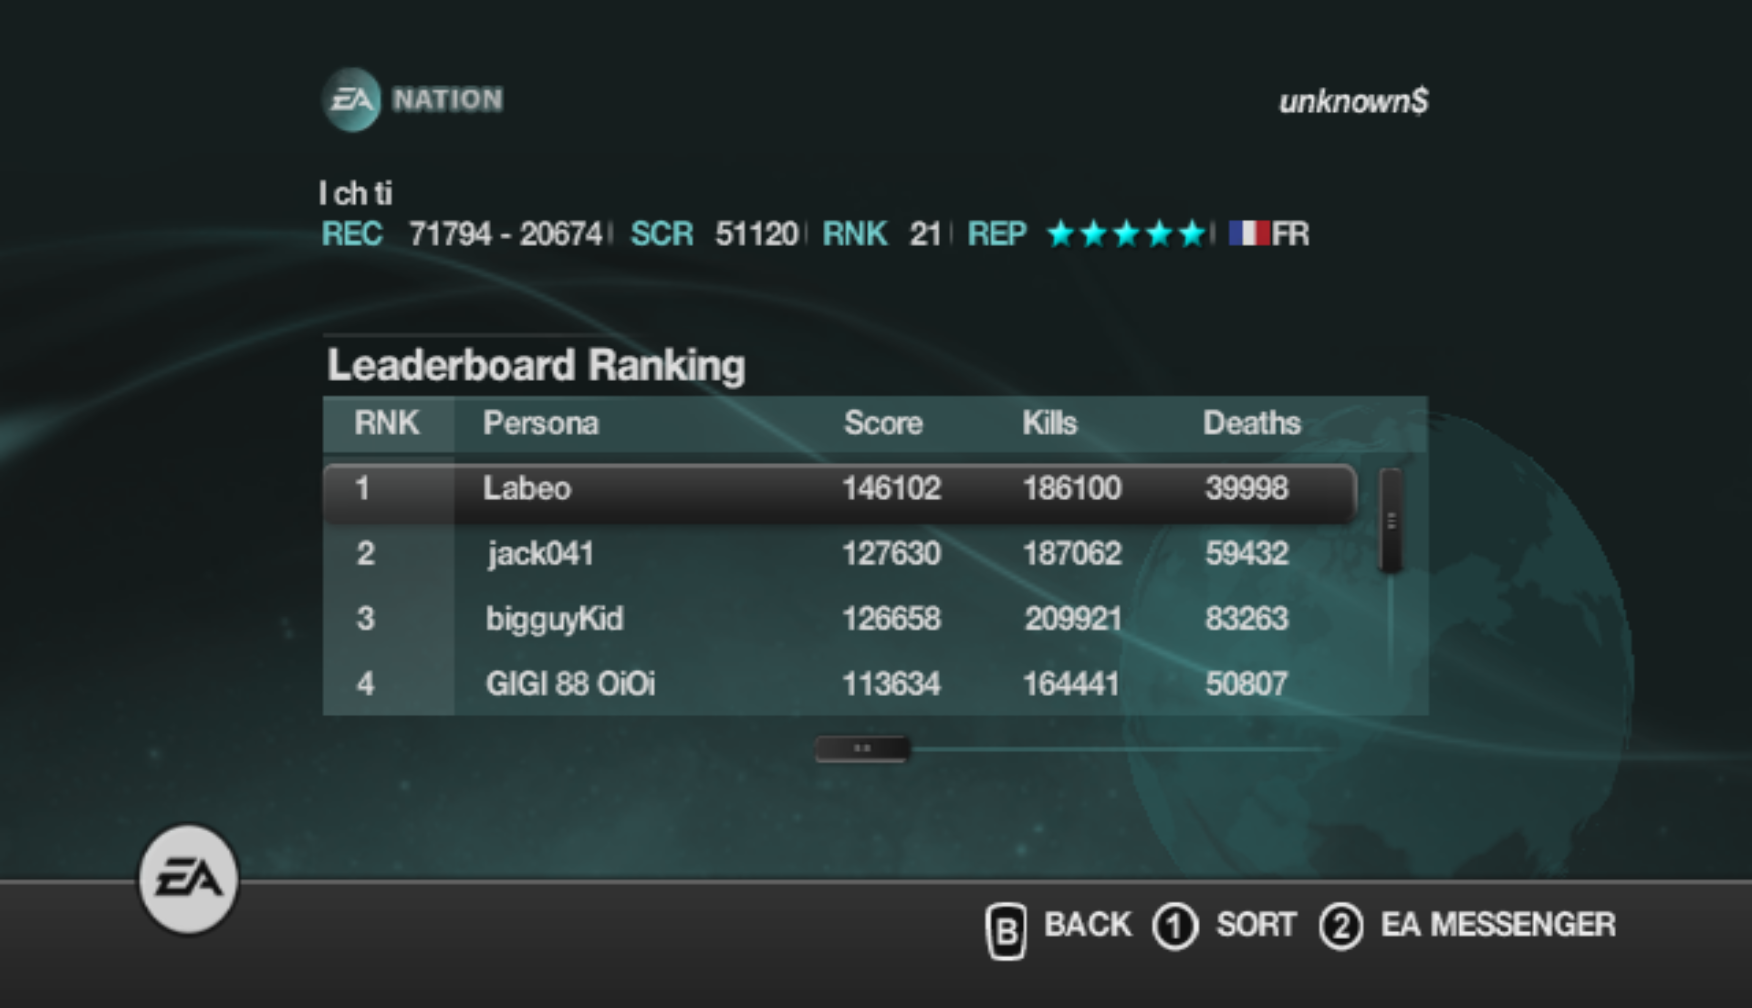 EA NATION
unknown$
I ch ti
REC 71794 - 20674 SCR 51120 RNK 21 REP FR
Leaderboard Ranking
RNK Persona Score Kills Deaths
1 Labeo 146102 186100 39998
2 jack041 127630 187062 59432
3 bigguyKid 126658 209921 83263
4 GIGI 88 OiOi 113634 164441 50807
EA
B BACK 1 SORT 2 EA MESSENGER